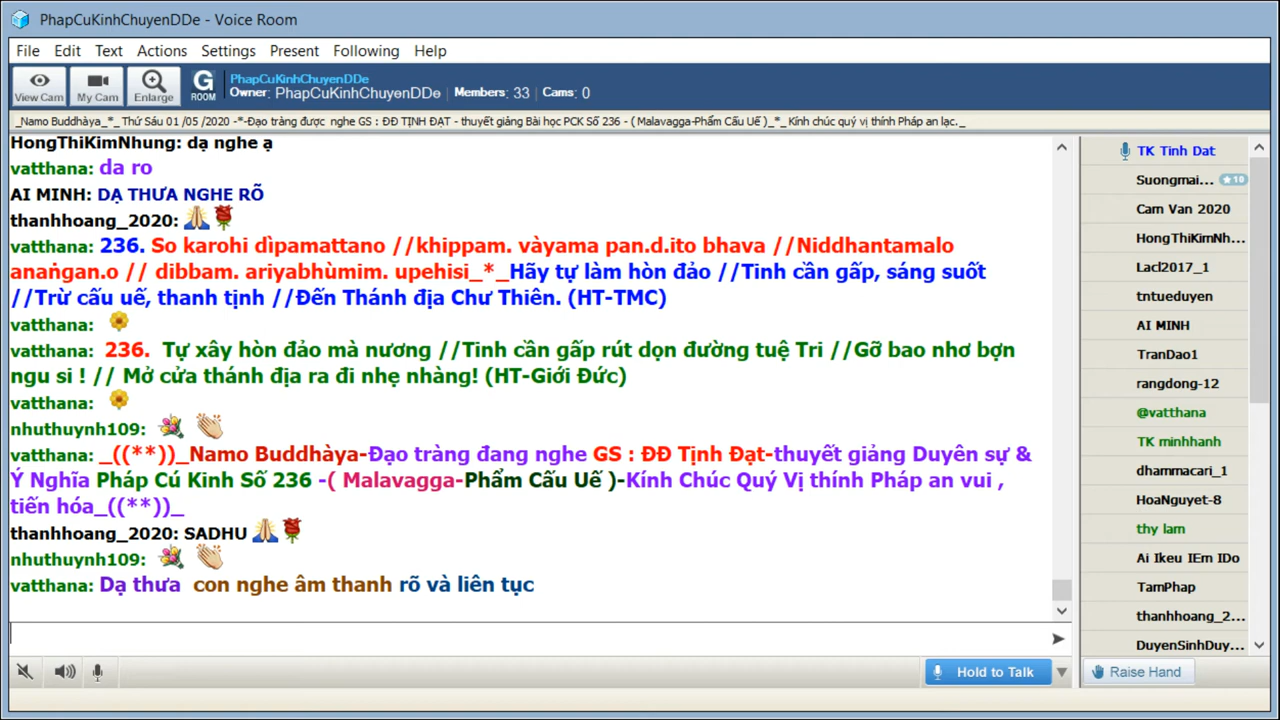 PhapCuKinhChuyenDDe - Voice Room
File Edit Text Actions Settings Present Following Help
View Cam My Cam Enlarge G ROOM
PhapCuKinhChuyenDDe
Owner: PhapCuKinhChuyenDDe Members: 33 Cams: 0
_Namo Buddhàya_*_ Thứ Sáu 01 /05 /2020 -*-Đạo tràng được nghe GS : ĐĐ TỊNH ĐẠT - thuyết giảng Bài học PCK Số 236 - ( Malavagga-Phẩm Cấu Uế )_*_ Kính chúc quý vị thính Pháp an lạc._
HongThiKimNhung: dạ nghe ạ
vatthana: da ro
AI MINH: DẠ THƯA NGHE RÕ
thanhhoang_2020: 🙏🌹
vatthana: 236. So karohi dìpamattano //khippam. vàyama pan.d.ito bhava //Niddhantamalo
anaṅgan.o // dibbam. ariyabhùmim. upehisi_*_Hãy tự làm hòn đảo //Tinh cần gấp, sáng suốt
//Trừ cấu uế, thanh tịnh //Đến Thánh địa Chư Thiên. (HT-TMC)
vatthana: 🌼
vatthana: 236. Tự xây hòn đảo mà nương //Tinh cần gấp rút dọn đường tuệ Tri //Gỡ bao nhơ bợn
ngu si ! // Mở cửa thánh địa ra đi nhẹ nhàng! (HT-Giới Đức)
vatthana: 🌼
nhuthuynh109: 💐 👏
vatthana: _((**))_Namo Buddhàya-Đạo tràng đang nghe GS : ĐĐ Tịnh Đạt-thuyết giảng Duyên sự &
Ý Nghĩa Pháp Cú Kinh Số 236 -( Malavagga-Phẩm Cấu Uế )-Kính Chúc Quý Vị thính Pháp an vui ,
tiến hóa_((**))_
thanhhoang_2020: SADHU 🙏🌹
nhuthuynh109: 💐 👏
vatthana: Dạ thưa con nghe âm thanh rõ và liên tục
Hold to Talk
TK Tinh Dat
Suongmai... ★10
Cam Van 2020
HongThiKimNh...
Lacl2017_1
tntueduyen
AI MINH
TranDao1
rangdong-12
@vatthana
TK minhhanh
dhammacari_1
HoaNguyet-8
thy lam
Ai Ikeu IEm IDo
TamPhap
thanhhoang_2...
DuyenSinhDuy...
Raise Hand